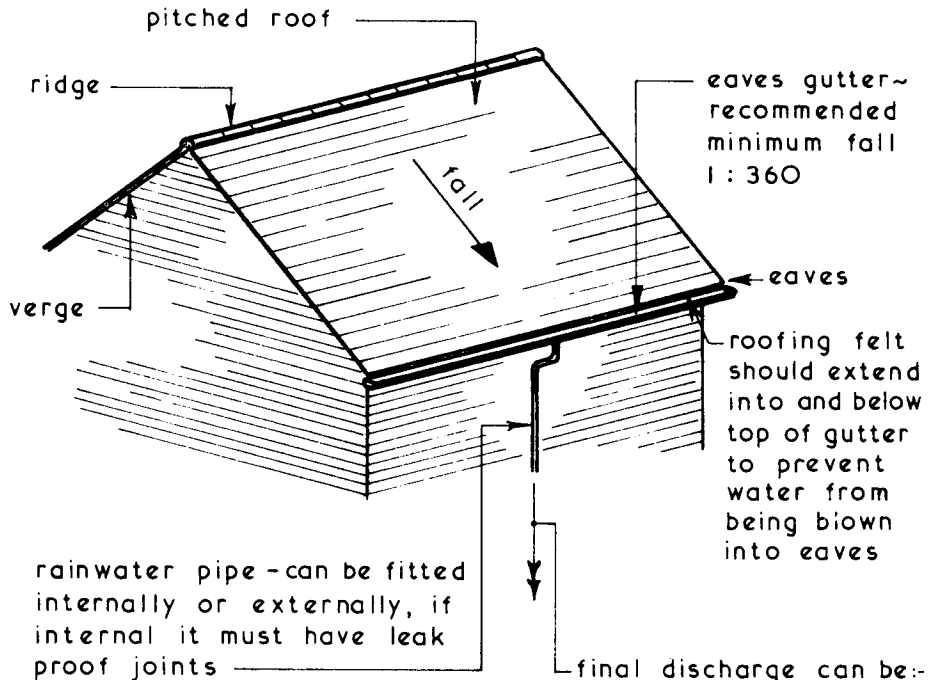 pitched roof
ridge
eaves gutter~
recommended
minimum fall
1 : 360
fall
eaves
verge
roofing felt
should extend
into and below
top of gutter
to prevent
water from
being blown
into eaves
rainwater pipe - can be fitted
internally or externally, if
internal it must have leak
proof joints
final discharge can be:-